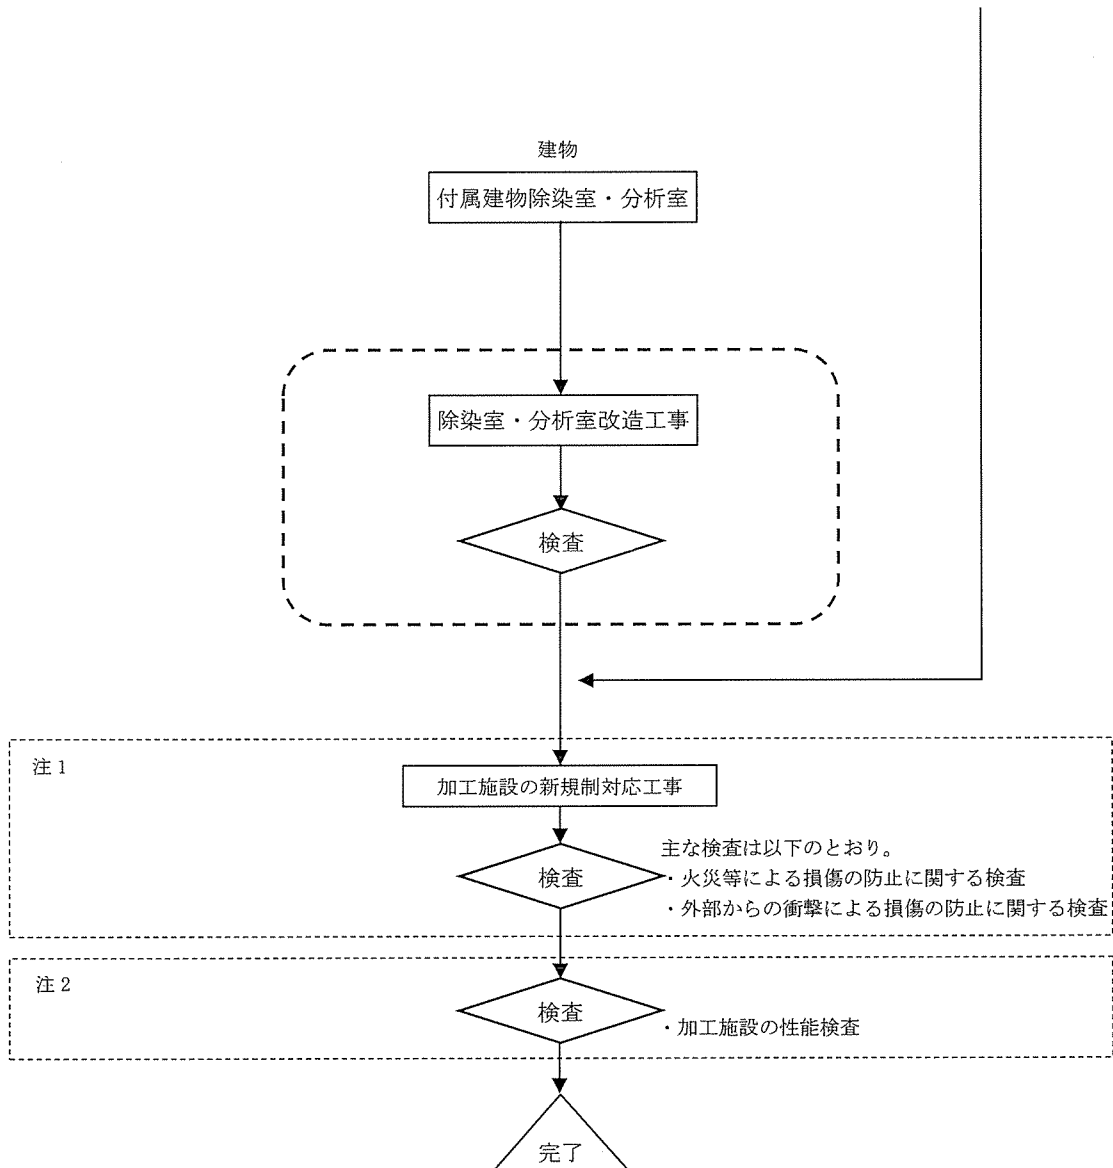 建物
付属建物除染室・分析室
除染室・分析室改造工事
検査
注1
加工施設の新規制対応工事
検査
主な検査は以下のとおり。
・火災等による損傷の防止に関する検査
・外部からの衝撃による損傷の防止に関する検査
注2
検査
・加工施設の性能検査
完了